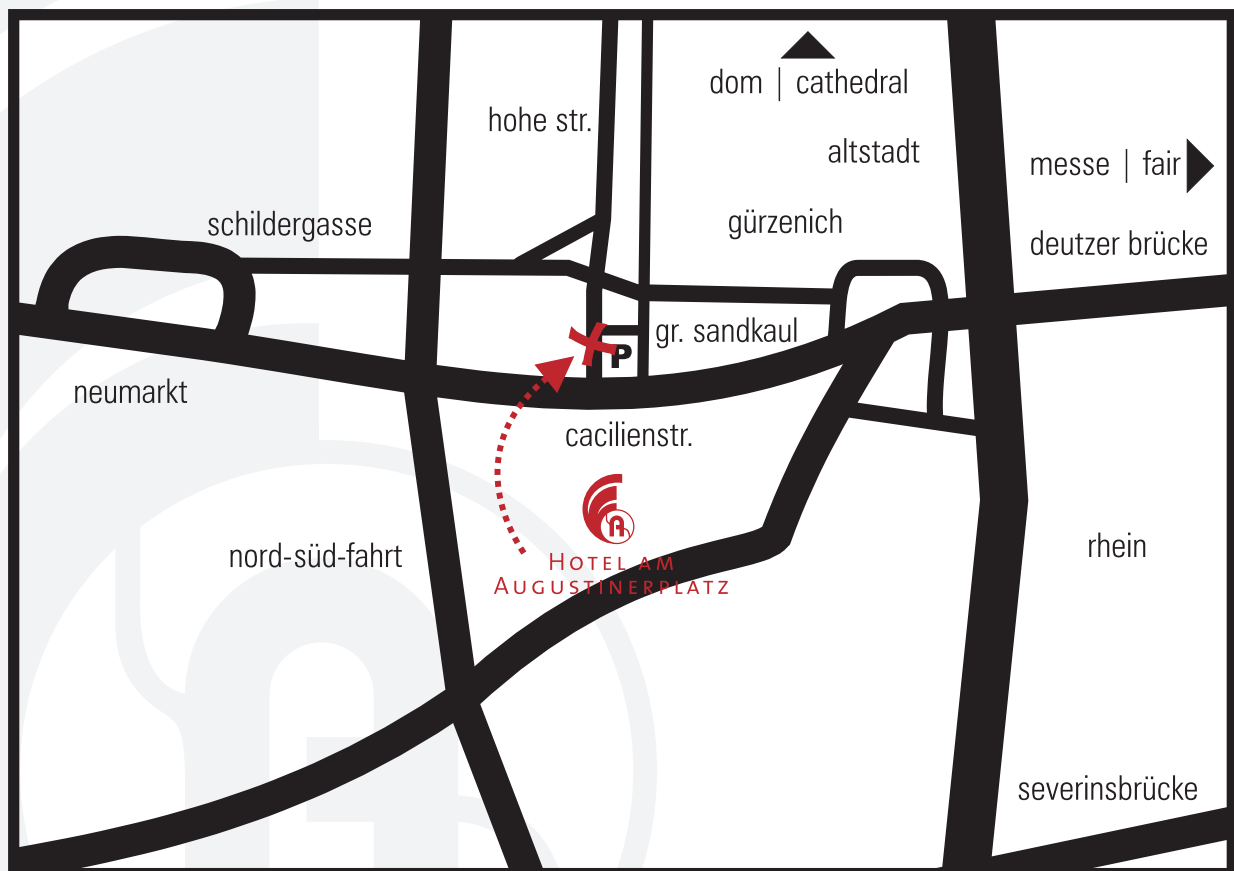 dom | cathedral
hohe str.
altstadt
messe | fair
schildergasse
gürzenich
deutzer brücke
gr. sandkaul
P
neumarkt
cacilienstr.
A
nord-süd-fahrt
rhein
HOTEL AM
AUGUSTINERPLATZ
severinsbrücke